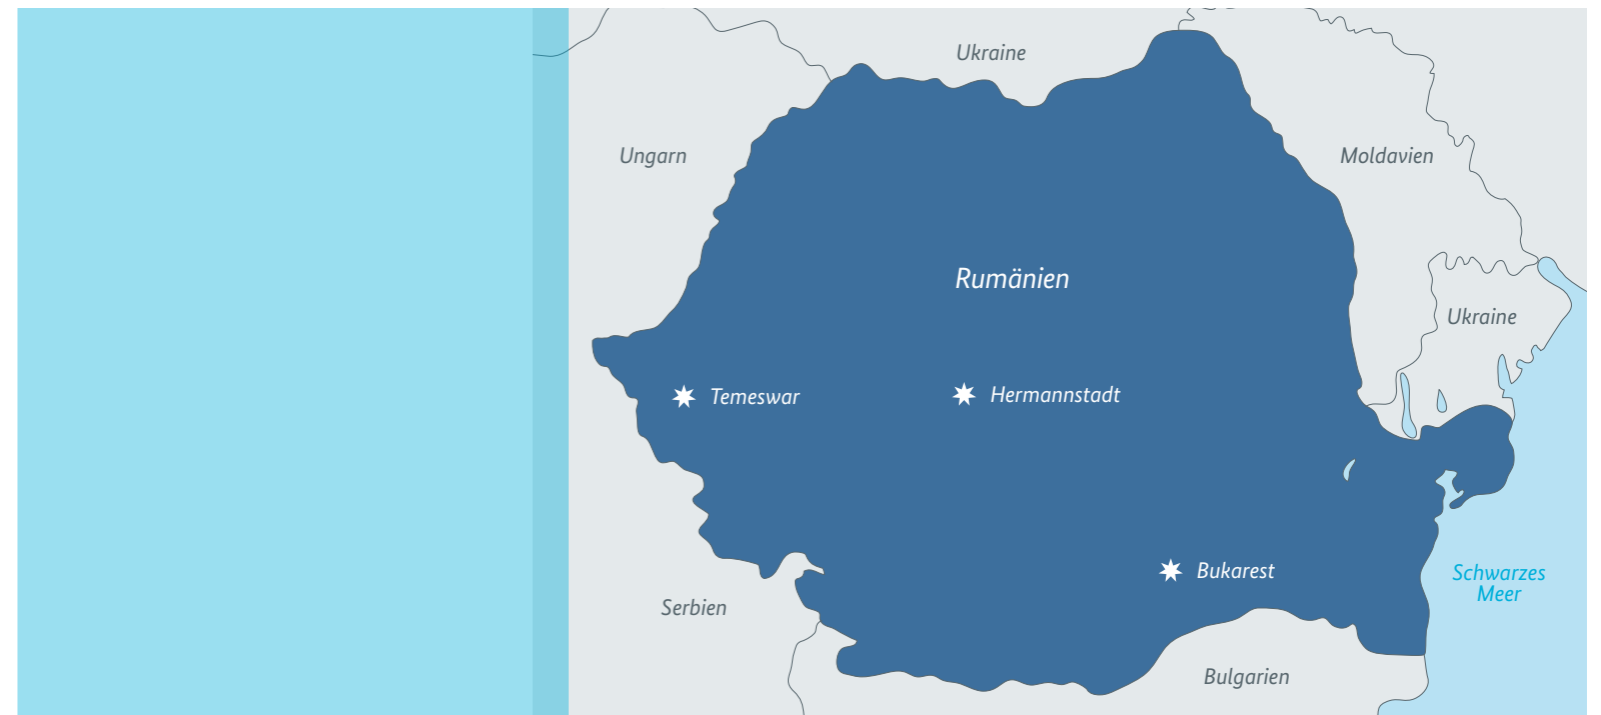 Ukraine
Ungarn
Moldavien
Rumänien
Ukraine
Temeswar
Hermannstadt
Bukarest
Schwarzes
Meer
Serbien
Bulgarien